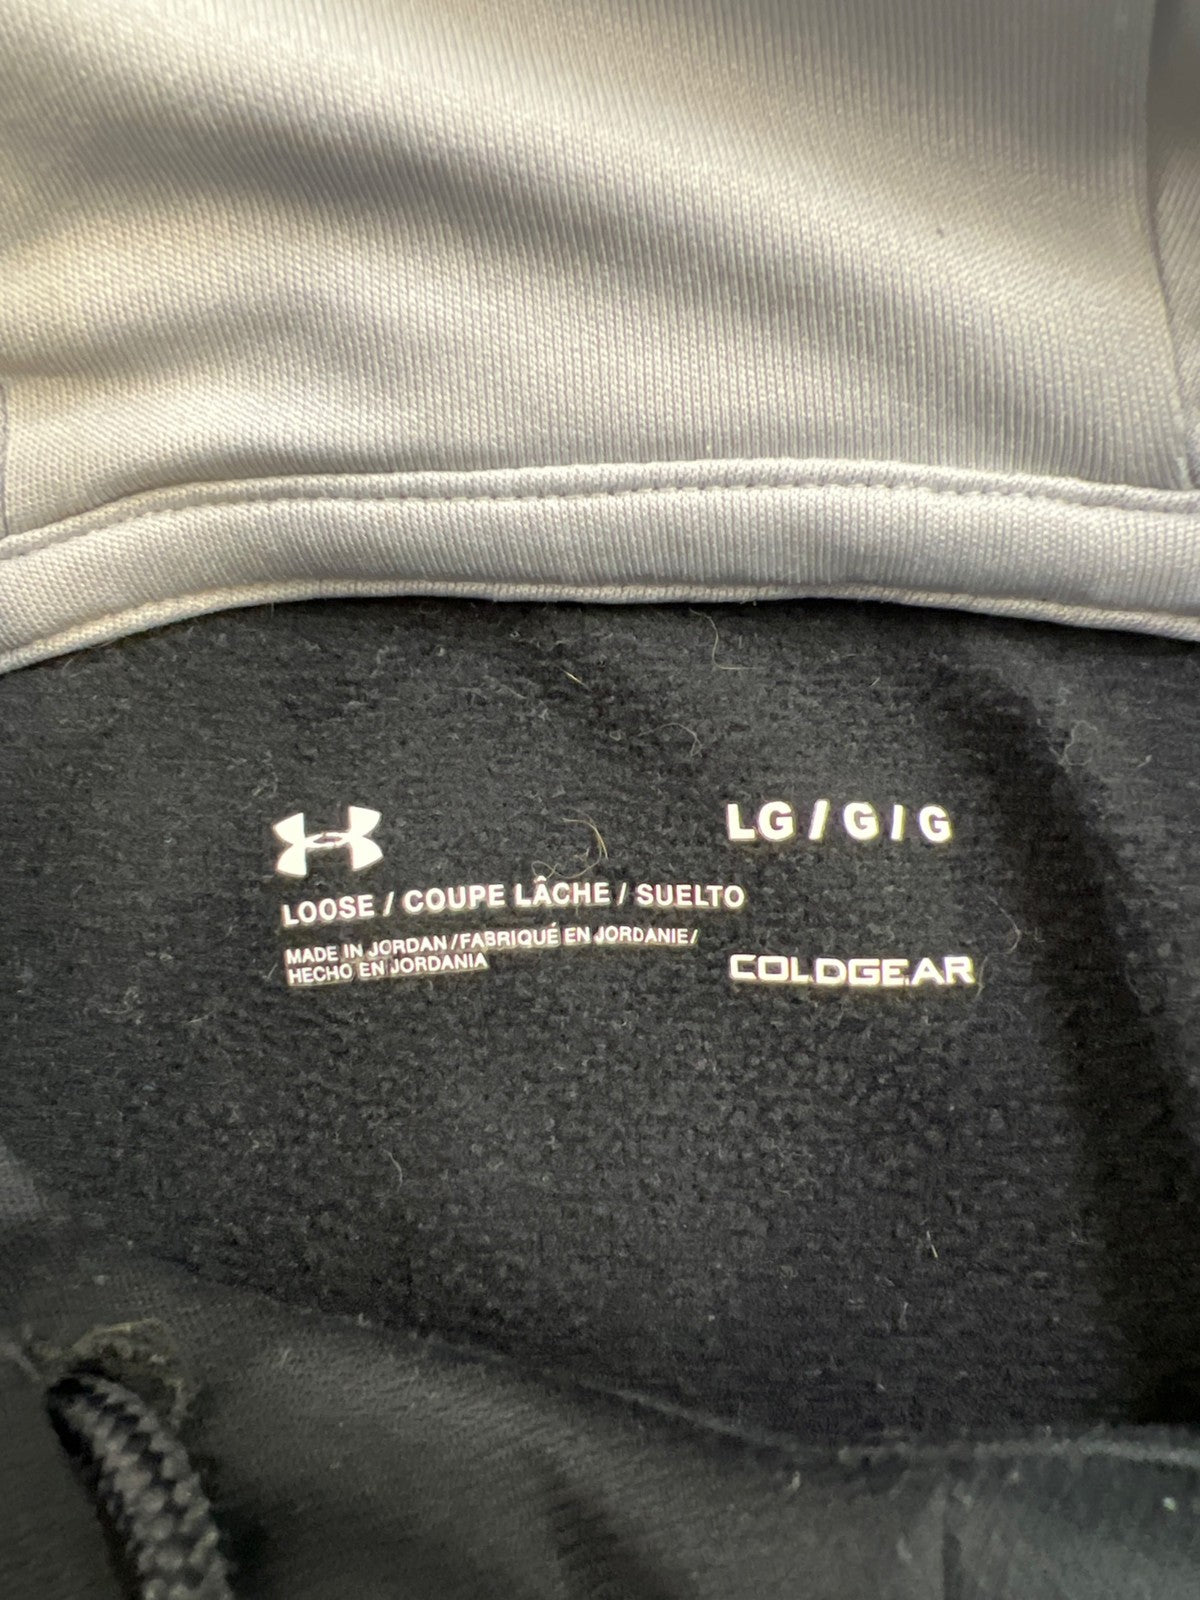 LG / G / G
LOOSE / COUPE LÂCHE / SUELTO
MADE IN JORDAN / FABRIQUÉ EN JORDANIE /
HECHO EN JORDANIA
COLDGEAR